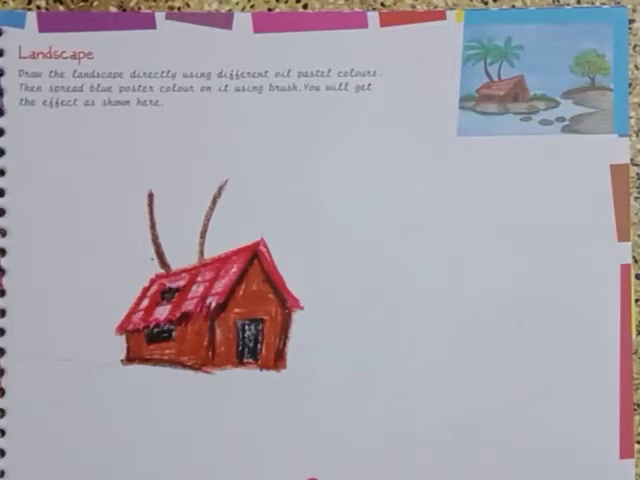 Landscape
Draw the landscape directly using different oil pastel colours.
Then spread blue poster colour on it using brush.You will get
the effect as shown here.